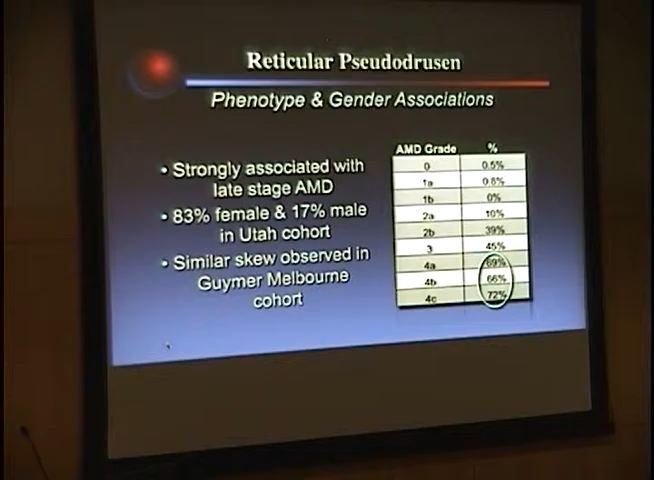 Reticular Pseudodrusen
Phenotype & Gender Associations
• Strongly associated with
late stage AMD
• 83% female & 17% male
in Utah cohort
• Similar skew observed in
Guymer Melbourne
cohort
AMD Grade %
0 0.5%
1a 0.8%
1b 0%
2a 10%
2b 39%
3 45%
4a 69%
4b 66%
4c 72%